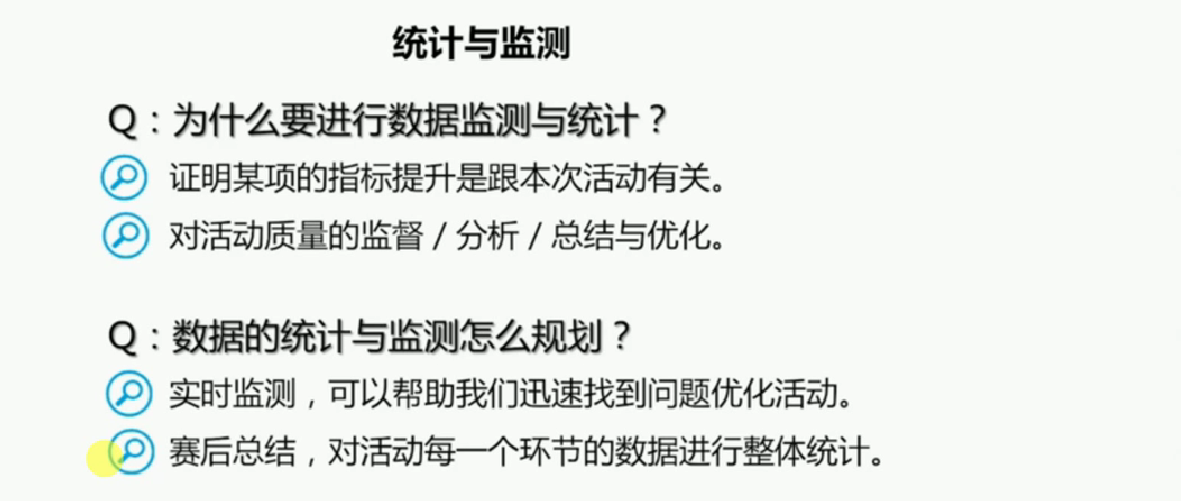 统计与监测
Q：为什么要进行数据监测与统计？
证明某项的指标提升是跟本次活动有关。
对活动质量的监督 / 分析 / 总结与优化。
Q：数据的统计与监测怎么规划？
实时监测，可以帮助我们迅速找到问题优化活动。
赛后总结，对活动每一个环节的数据进行整体统计。